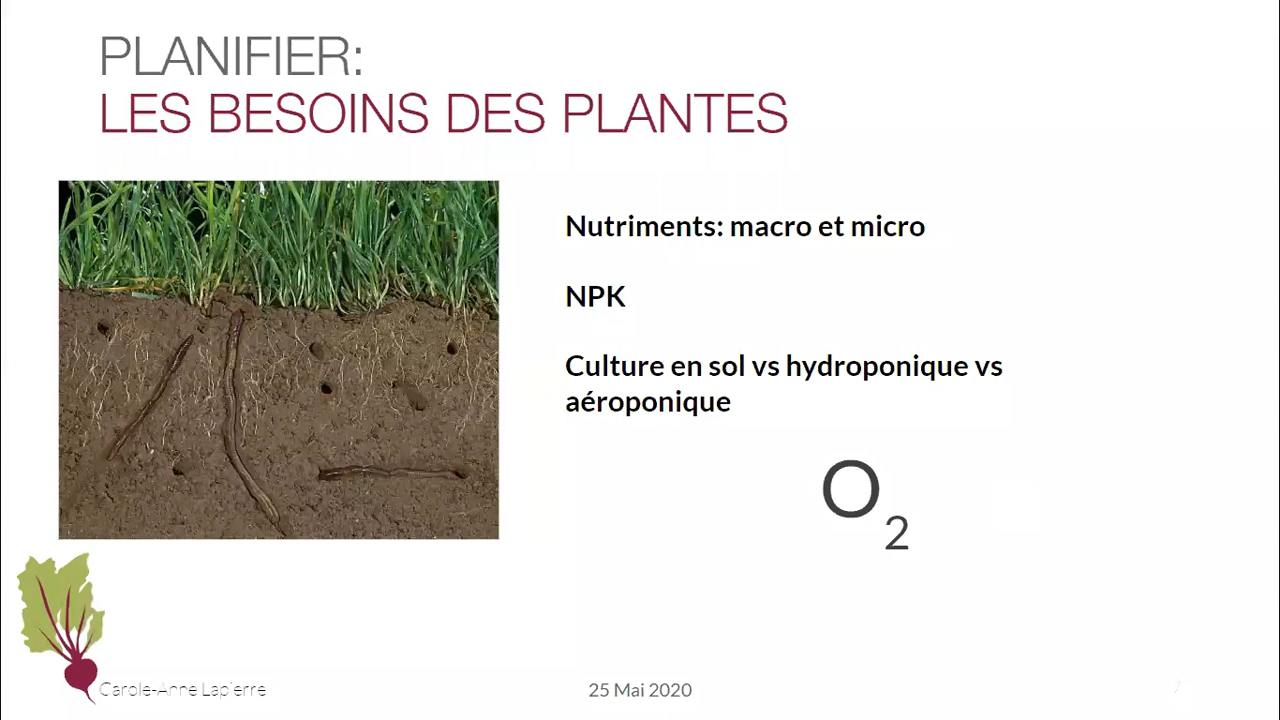 PLANIFIER:
LES BESOINS DES PLANTES
Nutriments: macro et micro
NPK
Culture en sol vs hydroponique vs
aéroponique
O2
Carole-Anne Lapierre
25 Mai 2020